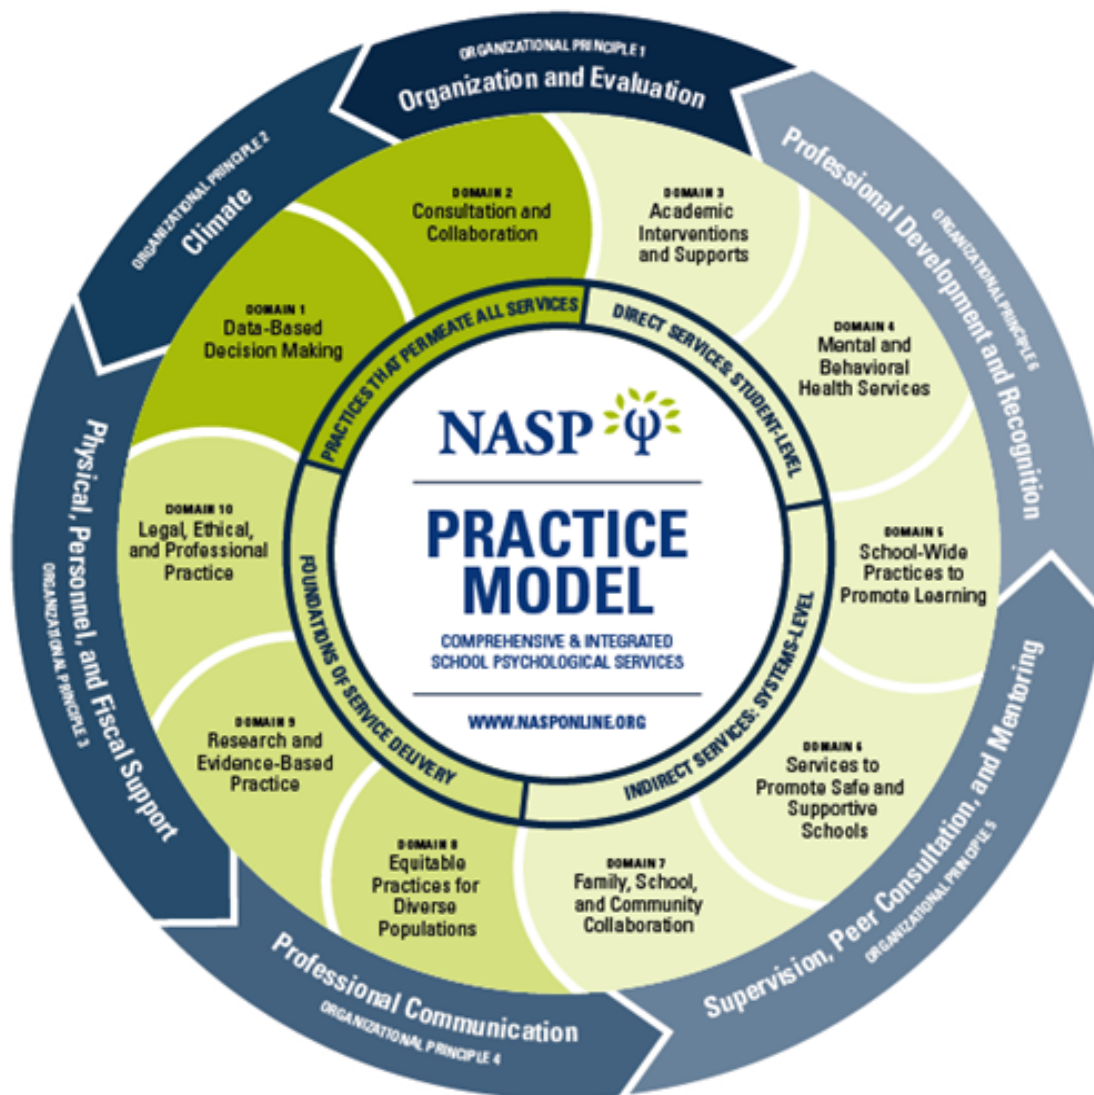 ORGANIZATIONAL PRINCIPLE 1
Organization and Evaluation
ORGANIZATIONAL PRINCIPLE 2
Climate
ORGANIZATIONAL PRINCIPLE 3
Physical, Personnel, and Fiscal Support
ORGANIZATIONAL PRINCIPLE 4
Professional Communication
ORGANIZATIONAL PRINCIPLE 5
Supervision, Peer Consultation, and Mentoring
ORGANIZATIONAL PRINCIPLE 6
Professional Development and Recognition
DOMAIN 1
Data-Based
Decision Making
DOMAIN 2
Consultation and
Collaboration
DOMAIN 3
Academic
Interventions
and Supports
DOMAIN 4
Mental and
Behavioral
Health Services
DOMAIN 5
School-Wide
Practices to
Promote Learning
DOMAIN 6
Services to
Promote Safe and
Supportive
Schools
DOMAIN 7
Family, School,
and Community
Collaboration
DOMAIN 8
Equitable
Practices for
Diverse
Populations
DOMAIN 9
Research and
Evidence-Based
Practice
DOMAIN 10
Legal, Ethical,
and Professional
Practice
PRACTICES THAT PERMEATE ALL SERVICES
DIRECT SERVICES: STUDENT-LEVEL
INDIRECT SERVICES: SYSTEMS-LEVEL
FOUNDATIONS OF SERVICE DELIVERY
NASP
PRACTICE
MODEL
COMPREHENSIVE & INTEGRATED
SCHOOL PSYCHOLOGICAL SERVICES
WWW.NASPONLINE.ORG